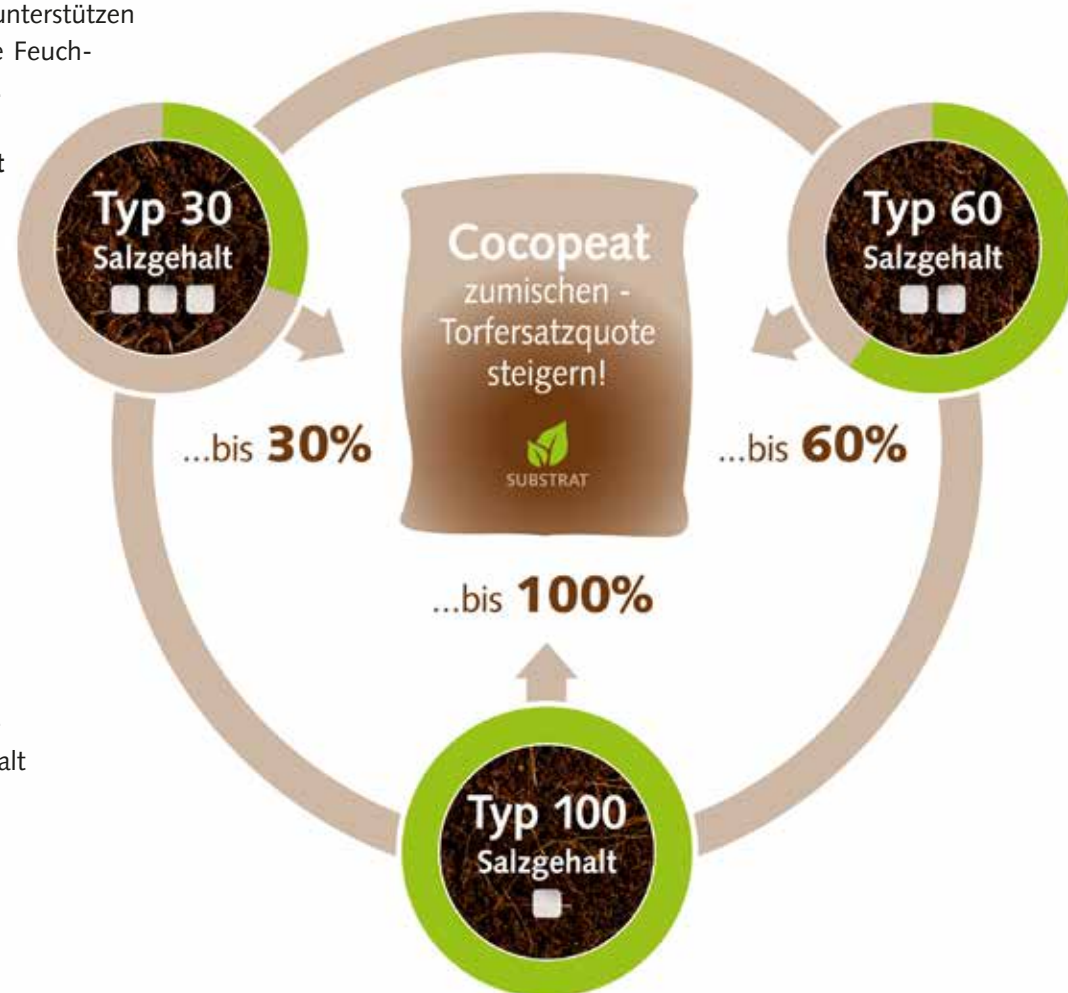 unterstützen
e Feuch-
t
Typ 30
Salzgehalt
Typ 60
Salzgehalt
Cocopeat
zumischen -
Torfersatzquote
steigern!
SUBSTRAT
...bis 30%
...bis 60%
...bis 100%
alt
Typ 100
Salzgehalt